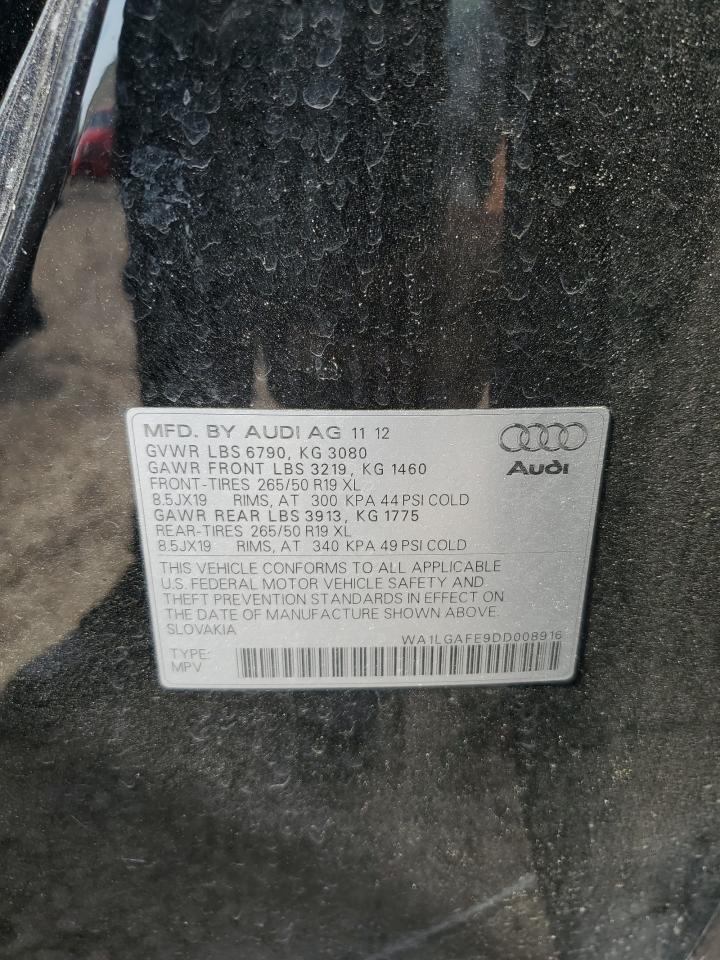 MFD. BY AUDI AG 11 12
GVWR LBS 6790, KG 3080
GAWR FRONT LBS 3219, KG 1460
FRONT-TIRES 265/50 R19 XL
8.5JX19 RIMS, AT 300 KPA 44 PSI COLD
GAWR REAR LBS 3913, KG 1775
REAR-TIRES 265/50 R19 XL
8.5JX19 RIMS, AT 340 KPA 49 PSI COLD
Audi
THIS VEHICLE CONFORMS TO ALL APPLICABLE
U.S. FEDERAL MOTOR VEHICLE SAFETY AND
THEFT PREVENTION STANDARDS IN EFFECT ON
THE DATE OF MANUFACTURE SHOWN ABOVE.
SLOVAKIA
WA1LGAFE9DD008916
TYPE:
MPV